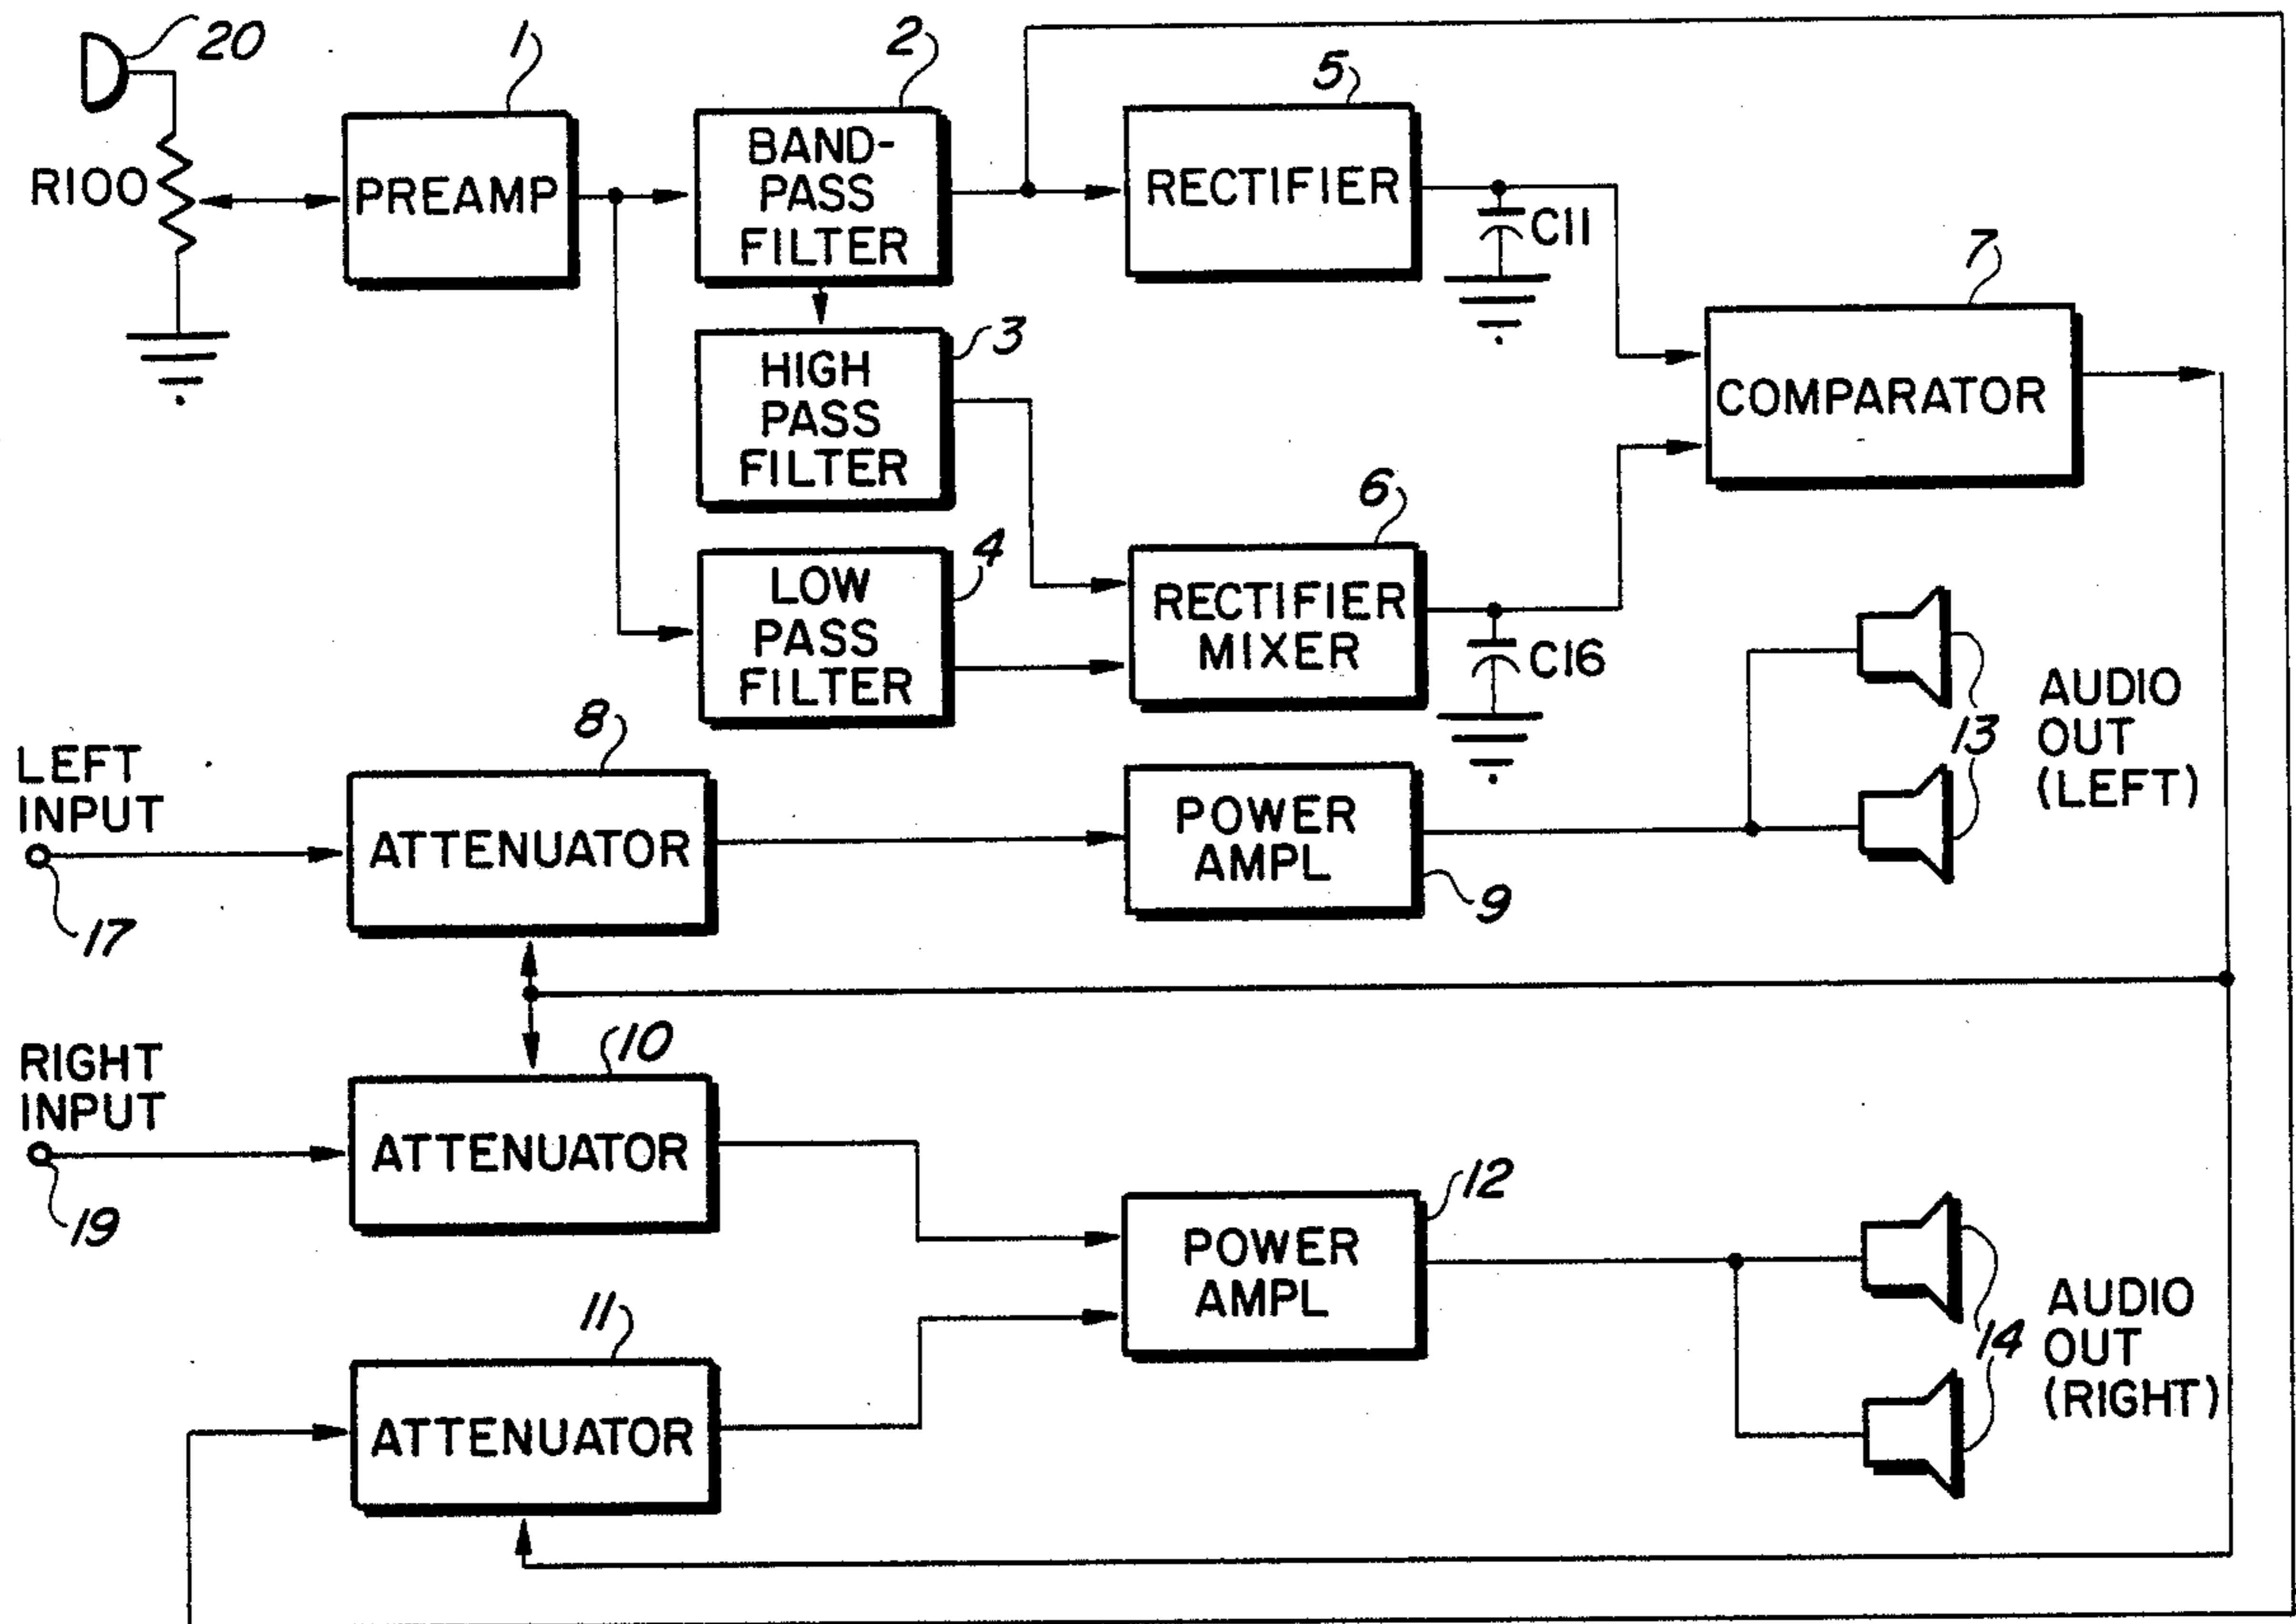 20
1
2
5
R100
PREAMP
BAND-
PASS
FILTER
RECTIFIER
C11
7
3
HIGH
PASS
FILTER
COMPARATOR
6
4
LOW
PASS
FILTER
RECTIFIER
MIXER
C16
13
AUDIO
OUT
(LEFT)
LEFT
INPUT
17
8
ATTENUATOR
POWER
AMPL
9
RIGHT
INPUT
19
10
ATTENUATOR
12
POWER
AMPL
14
AUDIO
OUT
(RIGHT)
11
ATTENUATOR